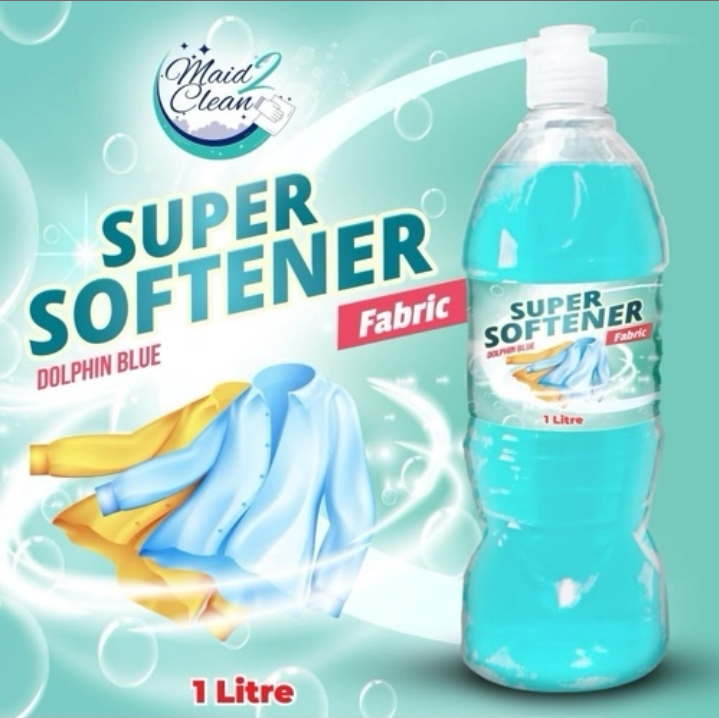 Maid 2
Clean
SUPER
SOFTENER
Fabric
DOLPHIN BLUE
1 Litre
SUPER
SOFTENER
Fabric
DOLPHIN BLUE
1 Litre